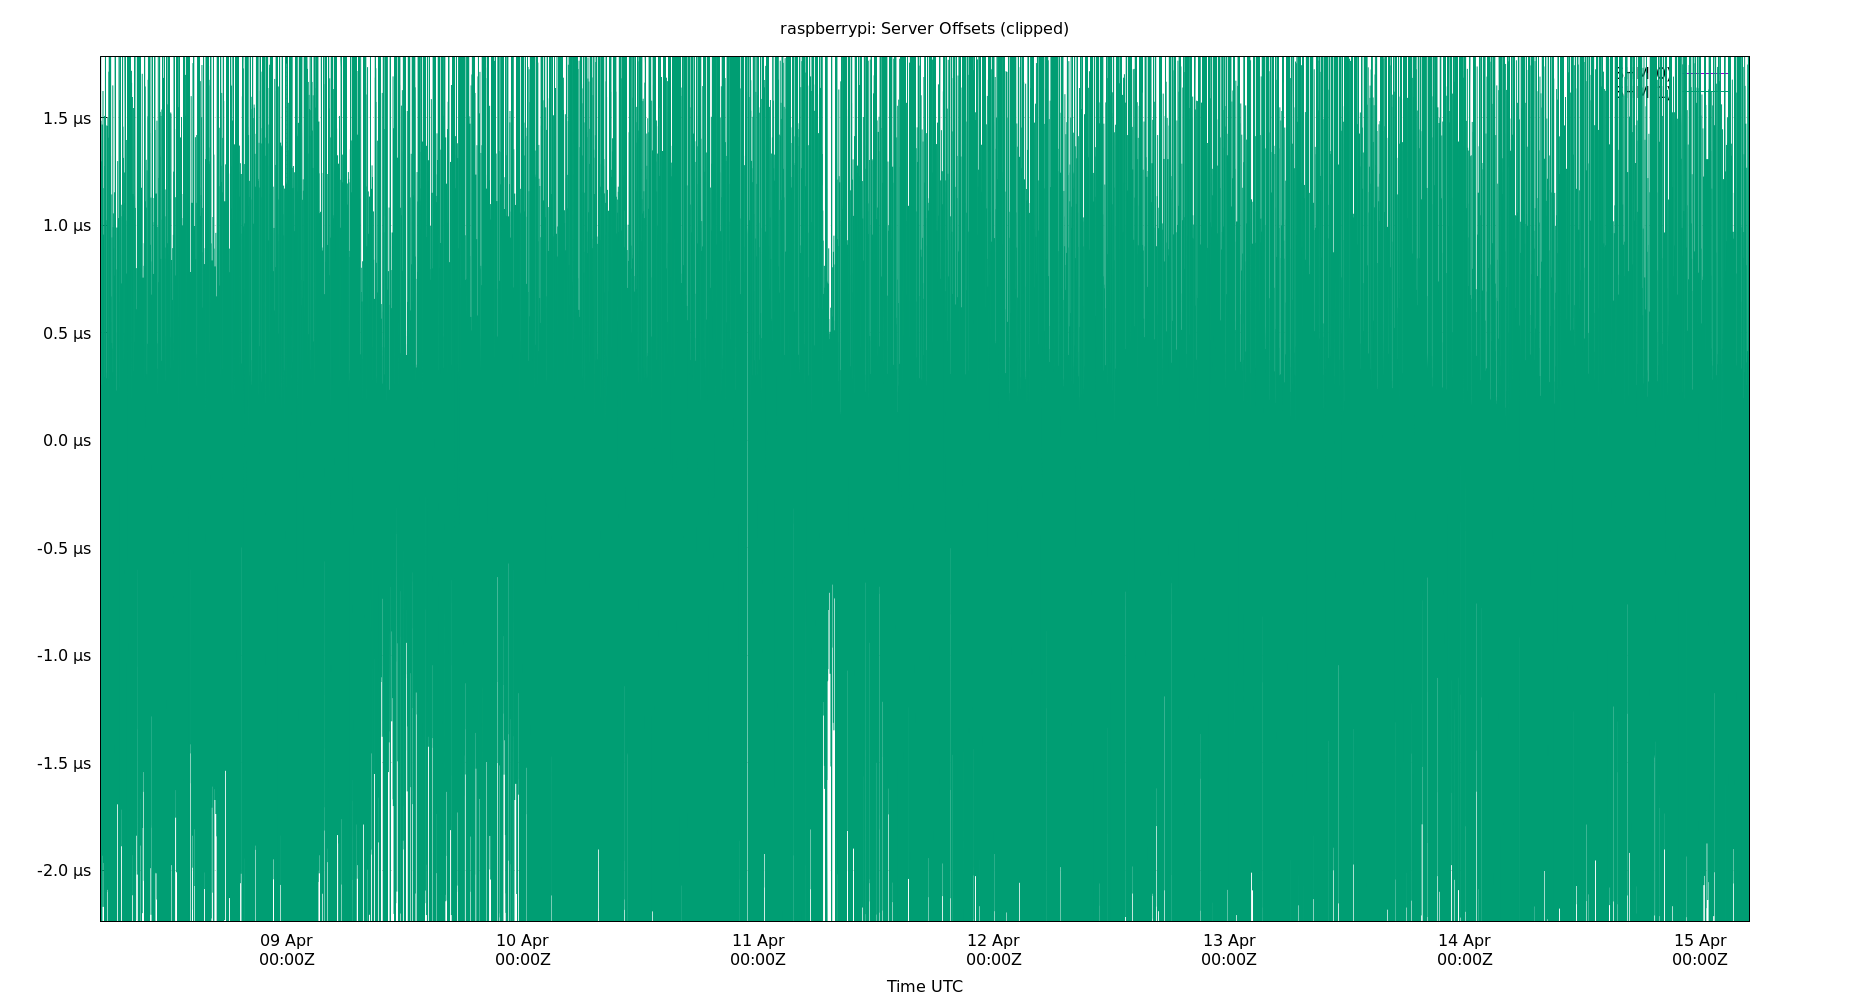 raspberrypi: Server Offsets (clipped)
1.5 µs
1.0 µs
0.5 µs
0.0 µs
-0.5 µs
-1.0 µs
-1.5 µs
-2.0 µs
09 Apr 10 Apr 11 Apr 12 Apr 13 Apr 14 Apr 15 Apr
00:00Z 00:00Z 00:00Z 00:00Z 00:00Z 00:00Z 00:00Z
Time UTC